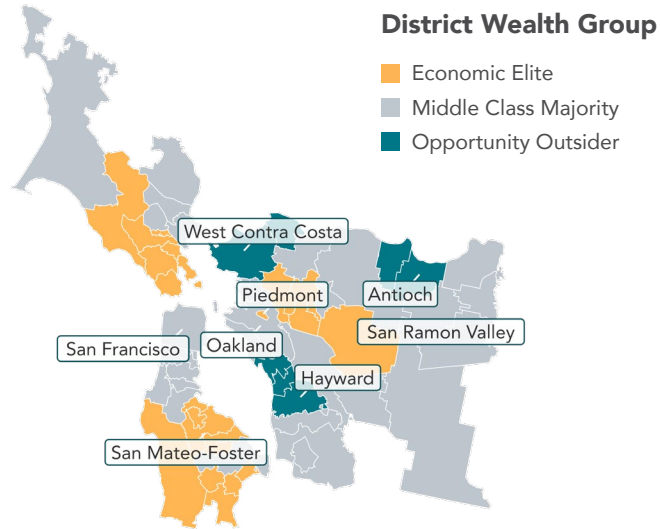 District Wealth Group
Economic Elite
Middle Class Majority
Opportunity Outsider
West Contra Costa
Piedmont
Antioch
San Ramon Valley
San Francisco
Oakland
Hayward
San Mateo-Foster